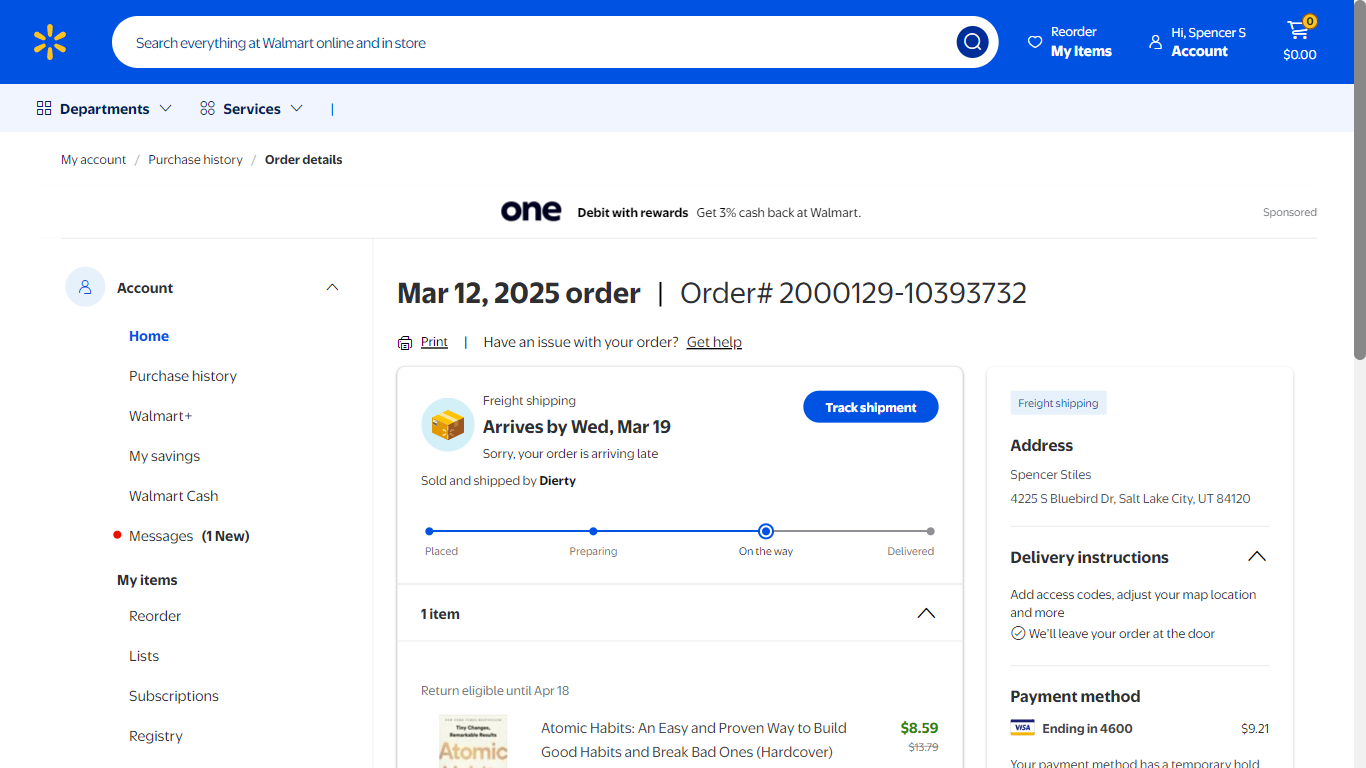 Search everything at Walmart online and in store
Reorder
My Items
Hi, Spencer S
Account
0
$0.00
Departments
Services
My account / Purchase history / Order details
one Debit with rewards Get 3% cash back at Walmart.
Sponsored
Account
Home
Purchase history
Walmart+
My savings
Walmart Cash
Messages (1 New)
My items
Reorder
Lists
Subscriptions
Registry
Mar 12, 2025 order | Order# 2000129-10393732
Print | Have an issue with your order? Get help
Freight shipping
Arrives by Wed, Mar 19
Sorry, your order is arriving late
Track shipment
Sold and shipped by Dierty
Placed
Preparing
On the way
Delivered
1 item
Return eligible until Apr 18
Tiny Changes,
Remarkable Results
Atomic
Atomic Habits: An Easy and Proven Way to Build
Good Habits and Break Bad Ones (Hardcover)
$8.59
$13.79
Freight shipping
Address
Spencer Stiles
4225 S Bluebird Dr, Salt Lake City, UT 84120
Delivery instructions
Add access codes, adjust your map location
and more
We'll leave your order at the door
Payment method
VISA Ending in 4600 $9.21
Your payment method has a temporary hold